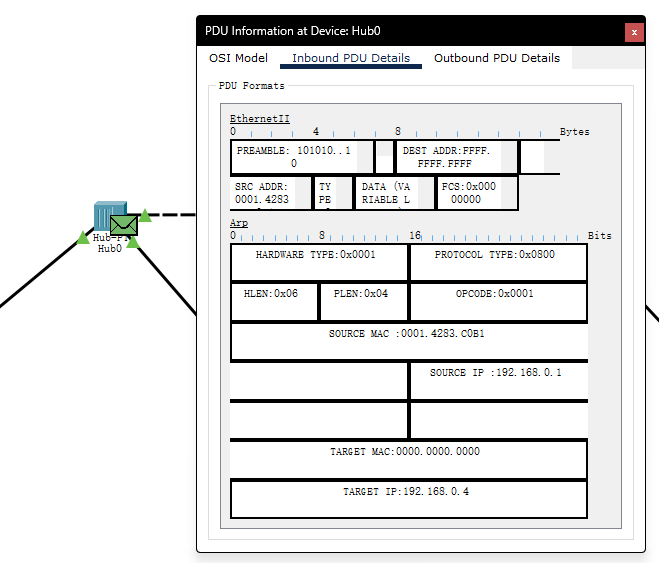 PDU Information at Device: Hub0
x
OSI Model Inbound PDU Details Outbound PDU Details
PDU Formats
EthernetII
0 4 8 Bytes
PREAMBLE: 101010..1
0
DEST ADDR:FFFF.
FFFF.FFFF
SRC ADDR:
0001.4283
TY
PE
DATA (VA
RIABLE L
FCS:0x000
00000
Arp
0 8 16 Bits
HARDWARE TYPE:0x0001 PROTOCOL TYPE:0x0800
HLEN:0x06 PLEN:0x04 OPCODE:0x0001
SOURCE MAC :0001.4283.C0B1
SOURCE IP :192.168.0.1
TARGET MAC:0000.0000.0000
TARGET IP:192.168.0.4
Hub0